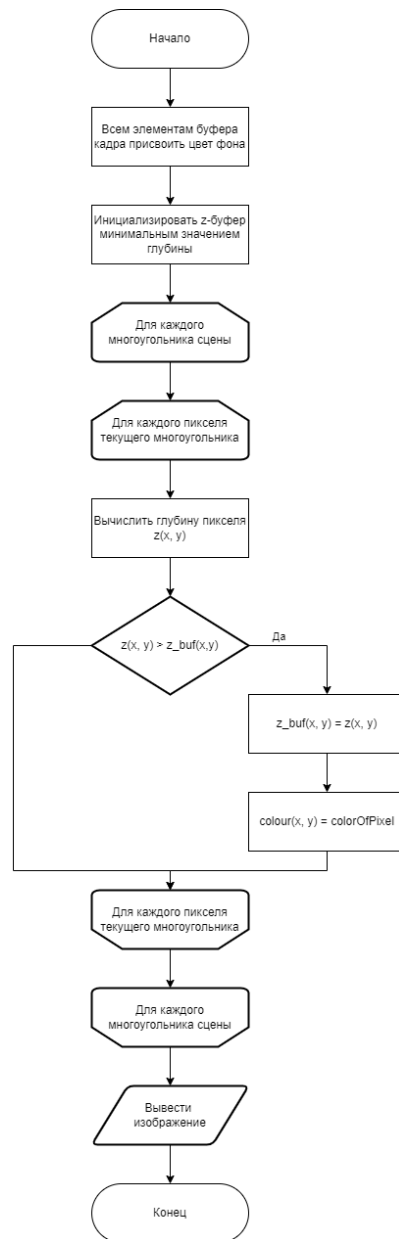 Начало
Всем элементам буфера
кадра присвоить цвет фона
Инициализировать z-буфер
минимальным значением
глубины
Для каждого
многоугольника сцены
Для каждого пикселя
текущего многоугольника
Вычислить глубину пикселя
z(x, y)
z(x, y) > z_buf(x,y)
Да
z_buf(x, y) = z(x, y)
colour(x, y) = colorOfPixel
Для каждого пикселя
текущего многоугольника
Для каждого
многоугольника сцены
Вывести
изображение
Конец